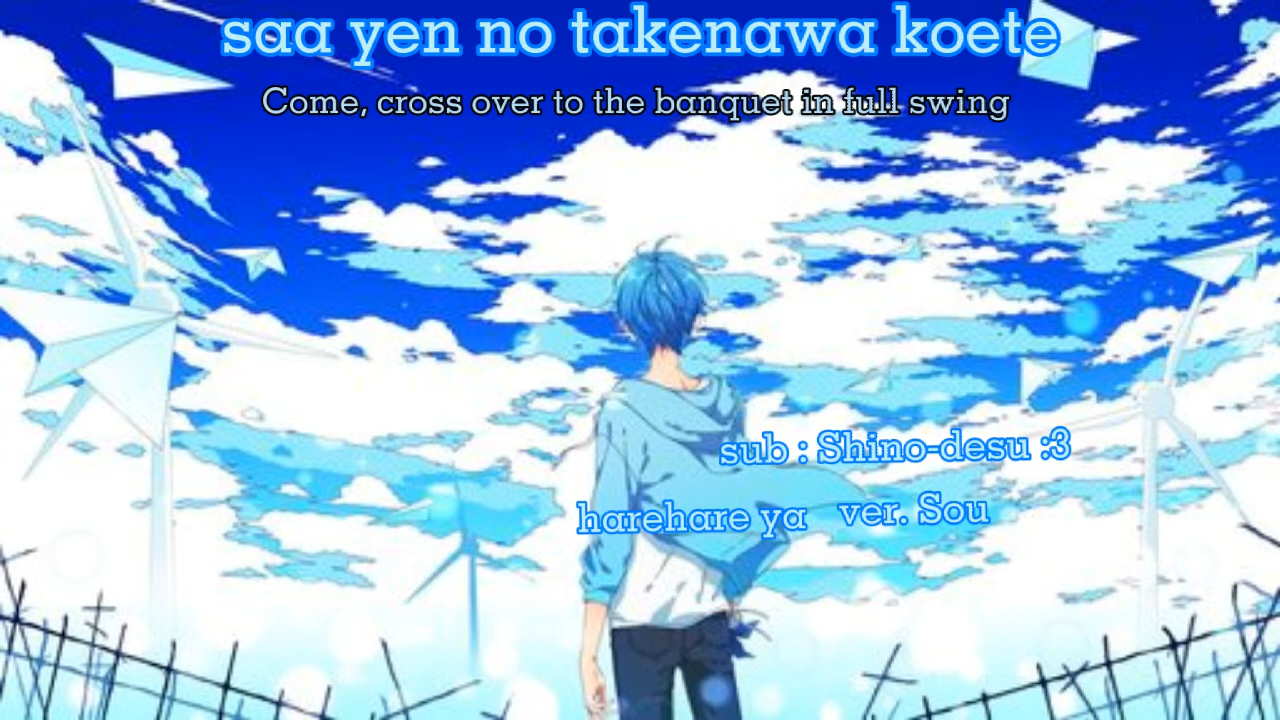 saa yen no takenawa koete
Come, cross over to the banquet in full swing
sub : Shino-desu :3
harehare ya ver. Sou